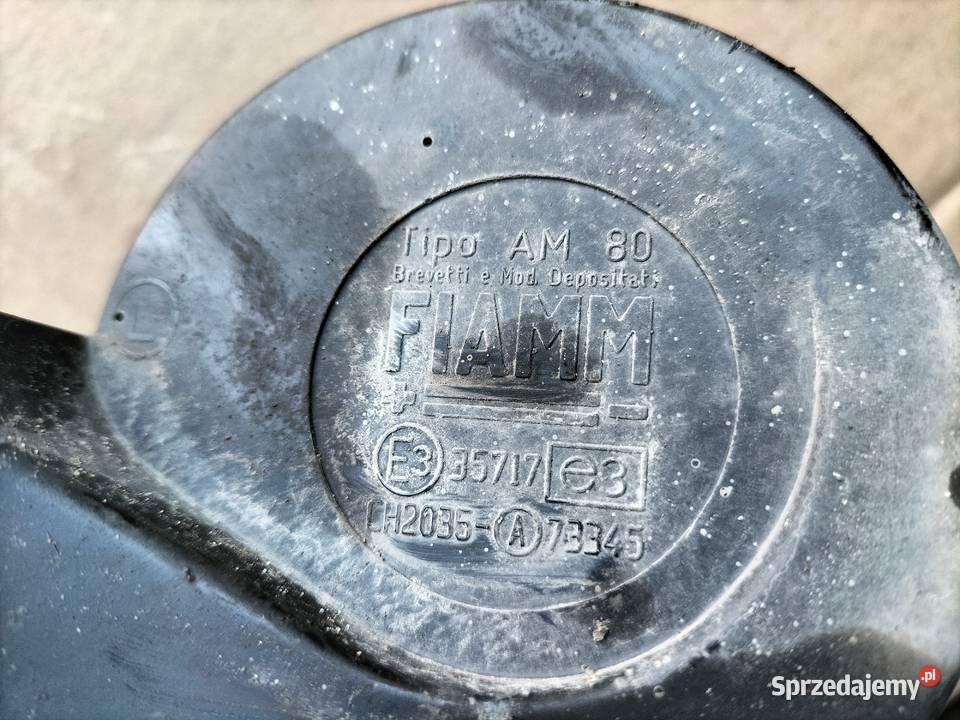 Tipo AM 80
Brevetti e Mod. Depositati
FIAMM
E3 35717 e3
CH2035-A 73345
L
Sprzedajemy.pl